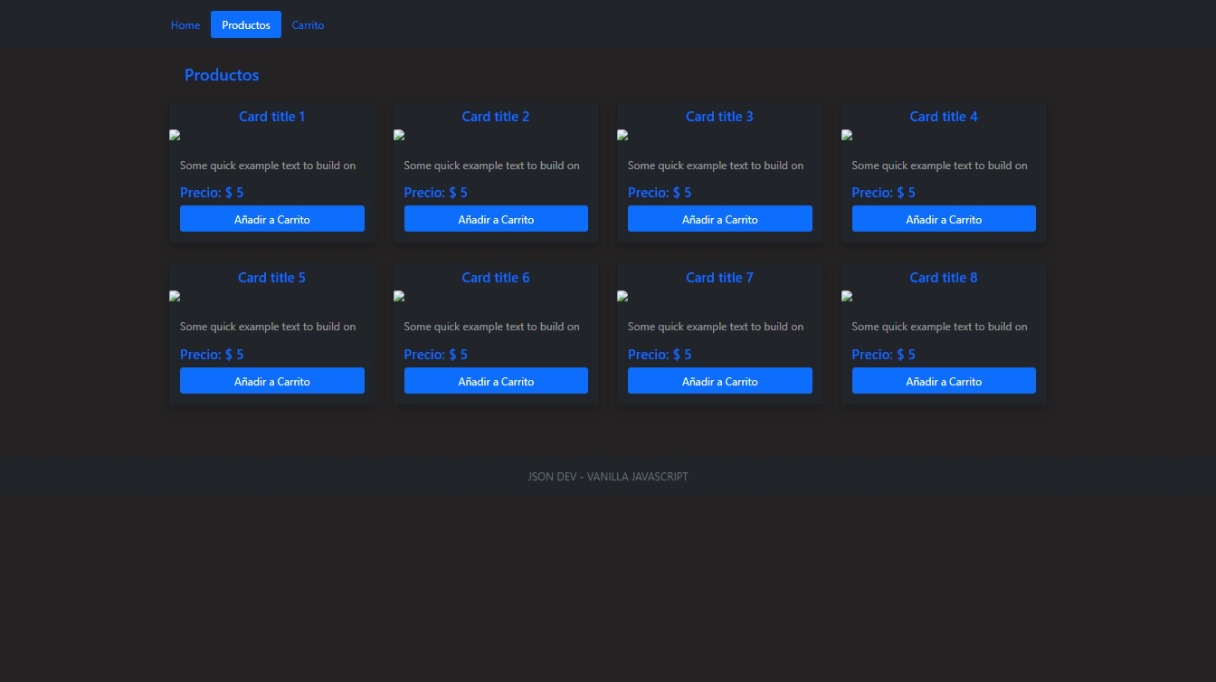 Home Productos Carrito
Productos
Card title 1
Some quick example text to build on
Precio: $ 5
Añadir a Carrito
Card title 2
Some quick example text to build on
Precio: $ 5
Añadir a Carrito
Card title 3
Some quick example text to build on
Precio: $ 5
Añadir a Carrito
Card title 4
Some quick example text to build on
Precio: $ 5
Añadir a Carrito
Card title 5
Some quick example text to build on
Precio: $ 5
Añadir a Carrito
Card title 6
Some quick example text to build on
Precio: $ 5
Añadir a Carrito
Card title 7
Some quick example text to build on
Precio: $ 5
Añadir a Carrito
Card title 8
Some quick example text to build on
Precio: $ 5
Añadir a Carrito
JSON DEV - VANILLA JAVASCRIPT